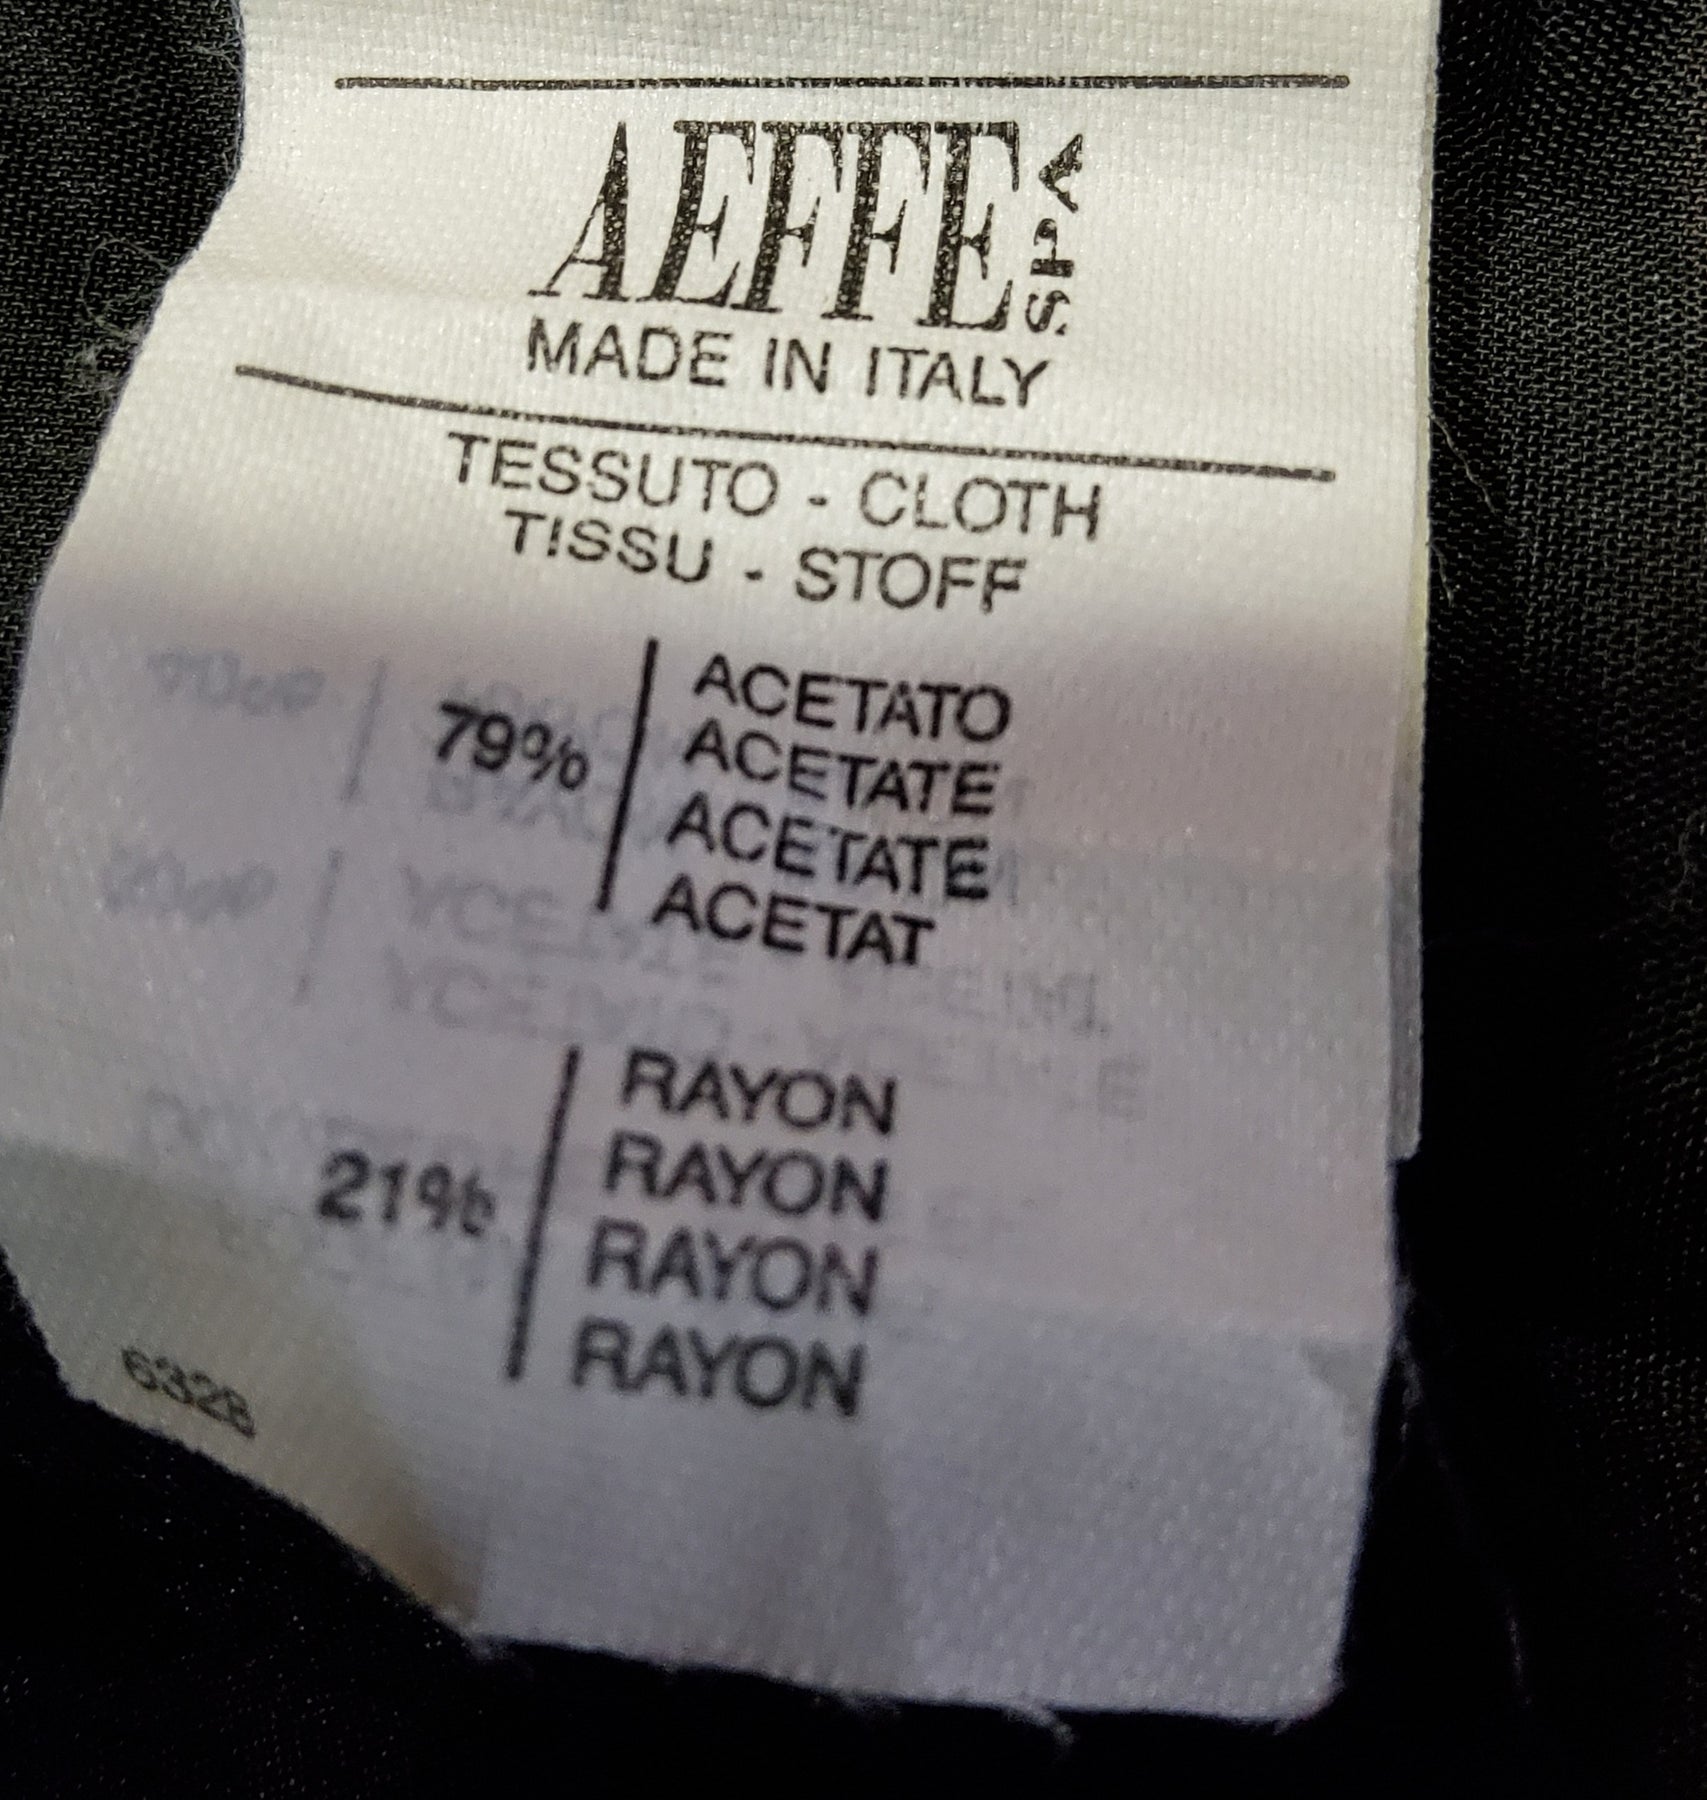 AEFFE SPA
MADE IN ITALY
TESSUTO - CLOTH
TISSU - STOFF
79%
ACETATO
ACETATE
ACETATE
ACETAT
21%
RAYON
RAYON
RAYON
RAYON
6328